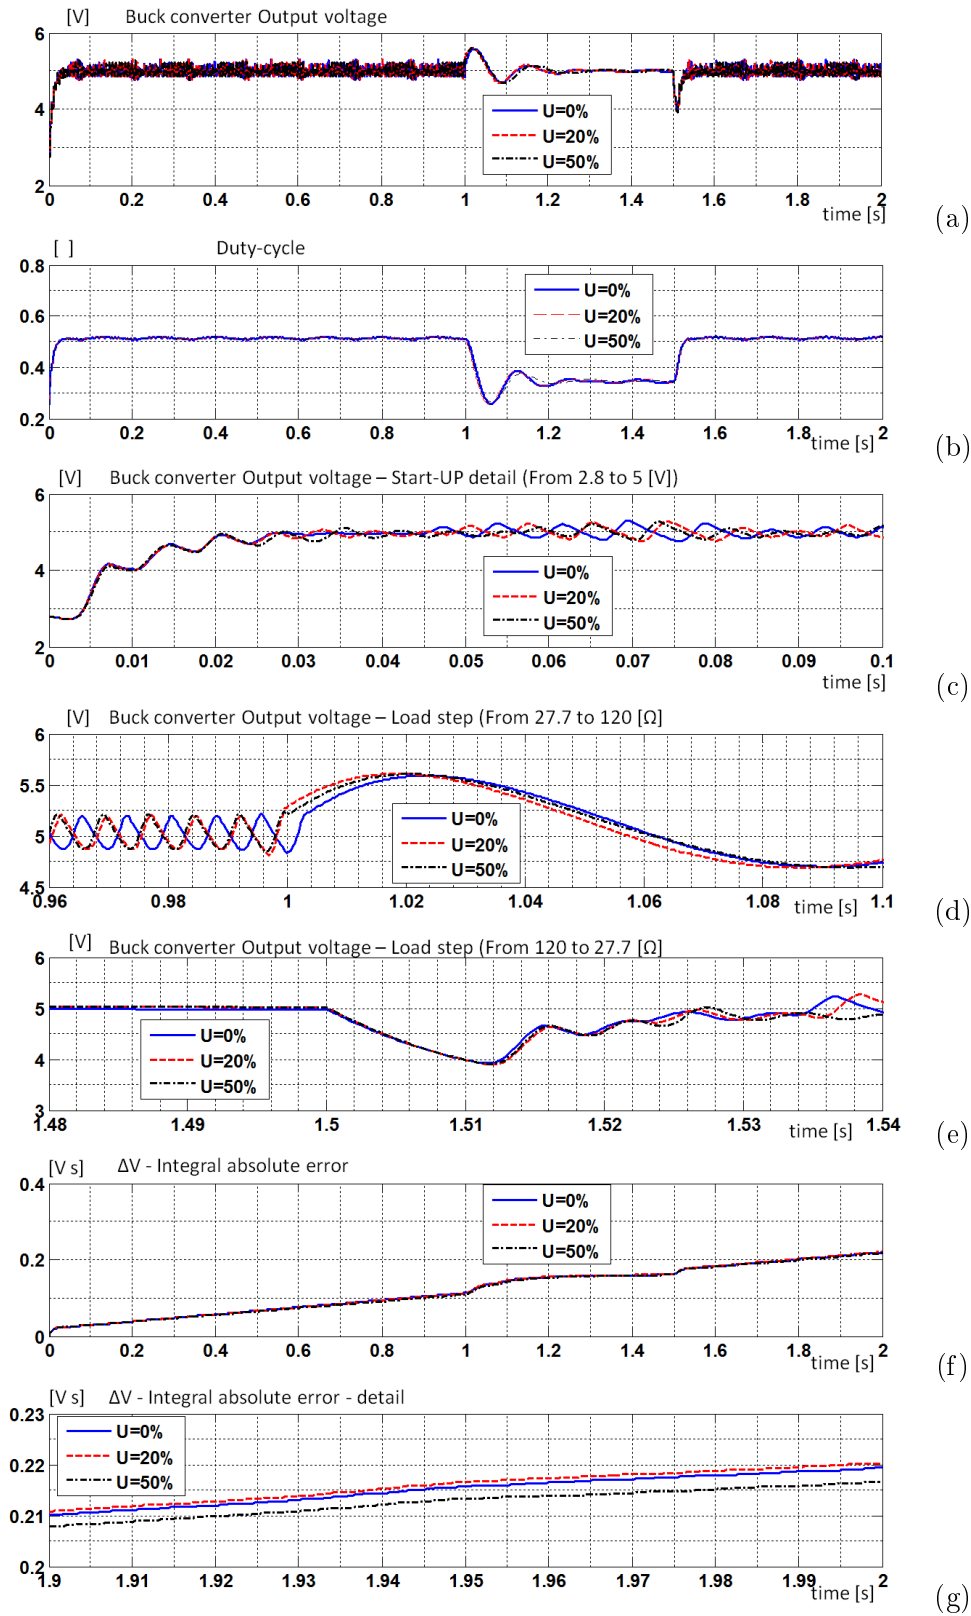 [V] Buck converter Output voltage
6
4
2
U=0%
U=20%
U=50%
0 0.2 0.4 0.6 0.8 1 1.2 1.4 1.6 1.8 2
time [s]
(a)
[ ] Duty-cycle
0.8
0.6
0.4
0.2
U=0%
U=20%
U=50%
0 0.2 0.4 0.6 0.8 1 1.2 1.4 1.6 1.8 2
time [s]
(b)
[V] Buck converter Output voltage – Start-UP detail (From 2.8 to 5 [V])
6
4
2
U=0%
U=20%
U=50%
0 0.01 0.02 0.03 0.04 0.05 0.06 0.07 0.08 0.09 0.1
time [s]
(c)
[V] Buck converter Output voltage – Load step (From 27.7 to 120 [Ω]
6
5.5
5
4.5
U=0%
U=20%
U=50%
0.96 0.98 1 1.02 1.04 1.06 1.08 1.1
time [s]
(d)
[V] Buck converter Output voltage – Load step (From 120 to 27.7 [Ω]
6
5
4
3
U=0%
U=20%
U=50%
1.48 1.49 1.5 1.51 1.52 1.53 1.54
time [s]
(e)
[V s] ΔV - Integral absolute error
0.4
0.2
0
U=0%
U=20%
U=50%
0 1.2 1.4 1.6 1.8 1 1.2 1.4 1.6 1.8 2
time [s]
(f)
[V s] ΔV - Integral absolute error - detail
0.23
0.22
0.21
0.2
U=0%
U=20%
U=50%
1.9 1.91 1.92 1.93 1.94 1.95 1.96 1.97 1.98 1.99 2
time [s]
(g)